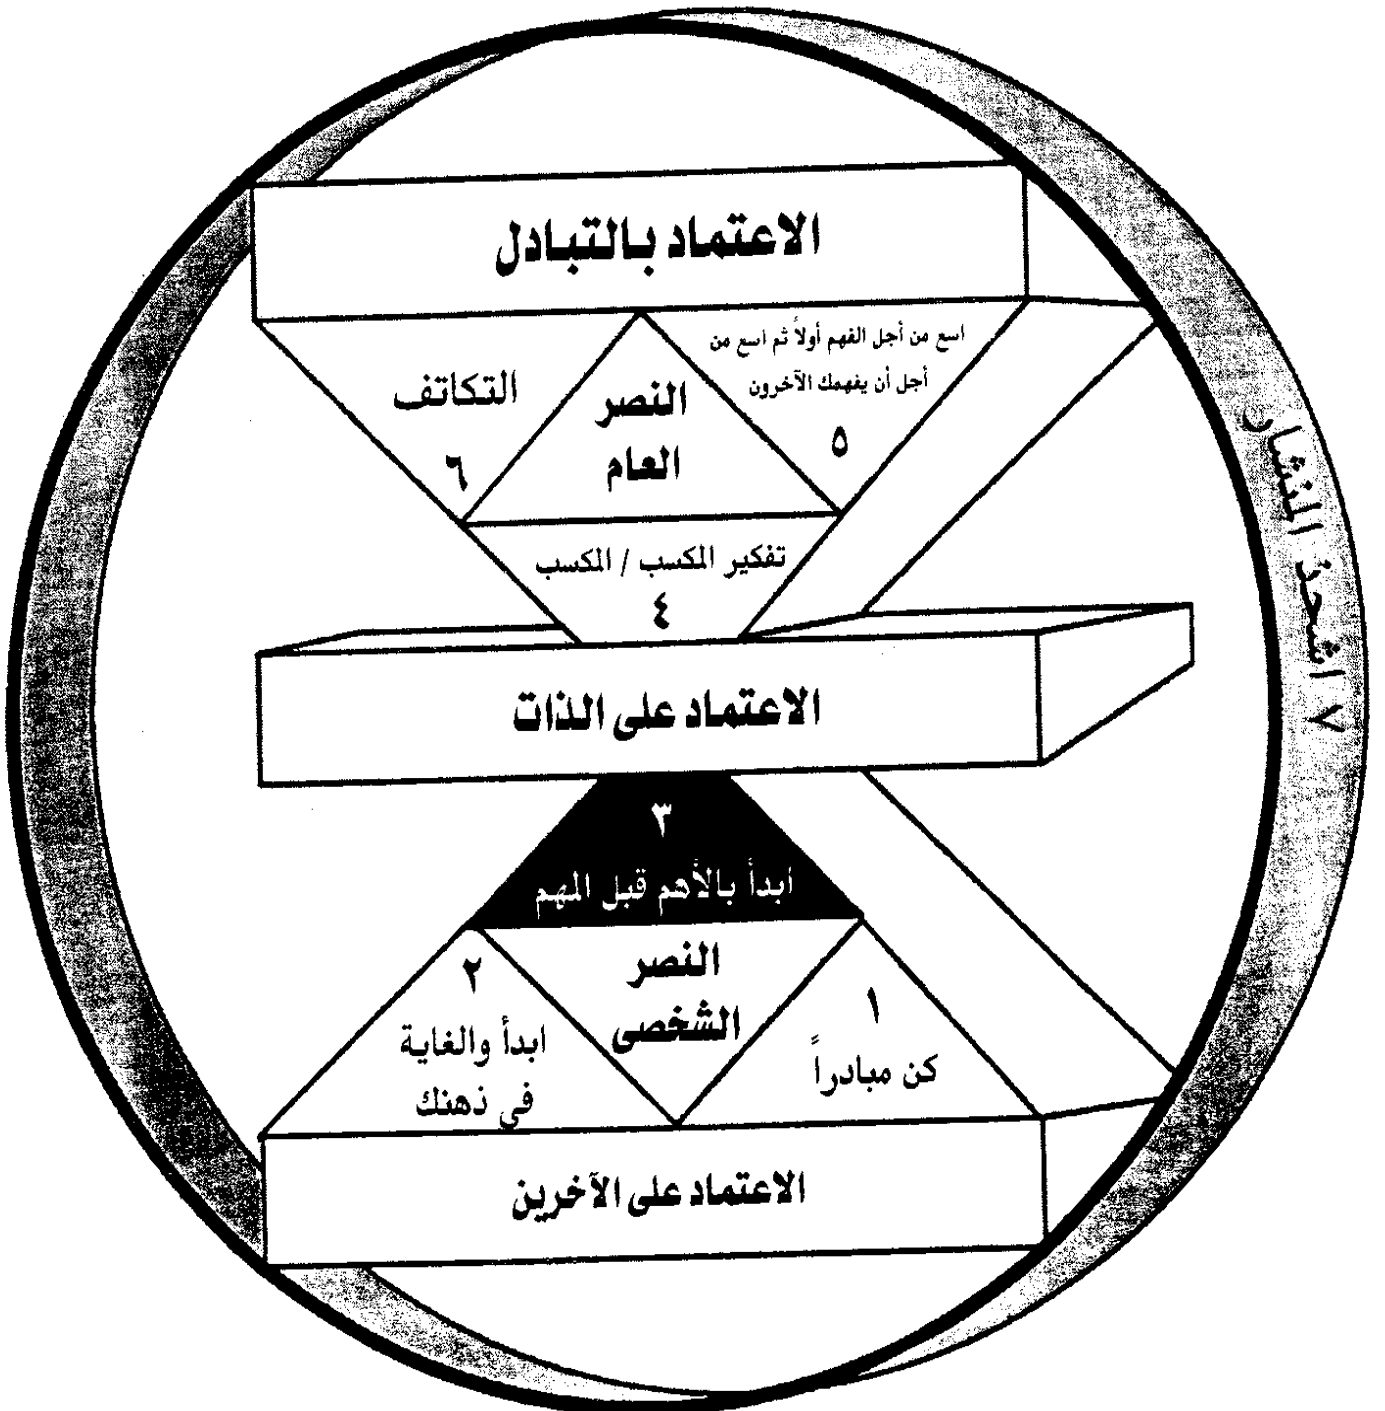 الاعتماد بالتبادل
اسع من أجل الفهم أولاً ثم اسع من
أجل أن يفهمك الآخرون
٥
النصر
العام
التكاتف
٦
تفكير المكسب / المكسب
٤
٧ اشحذ المنشار
الاعتماد على الذات
٣
ابدأ بالأهم قبل المهم
النصر
الشخصى
١
كن مبادراً
٢
ابدأ والغاية
فى ذهنك
الاعتماد على الآخرين